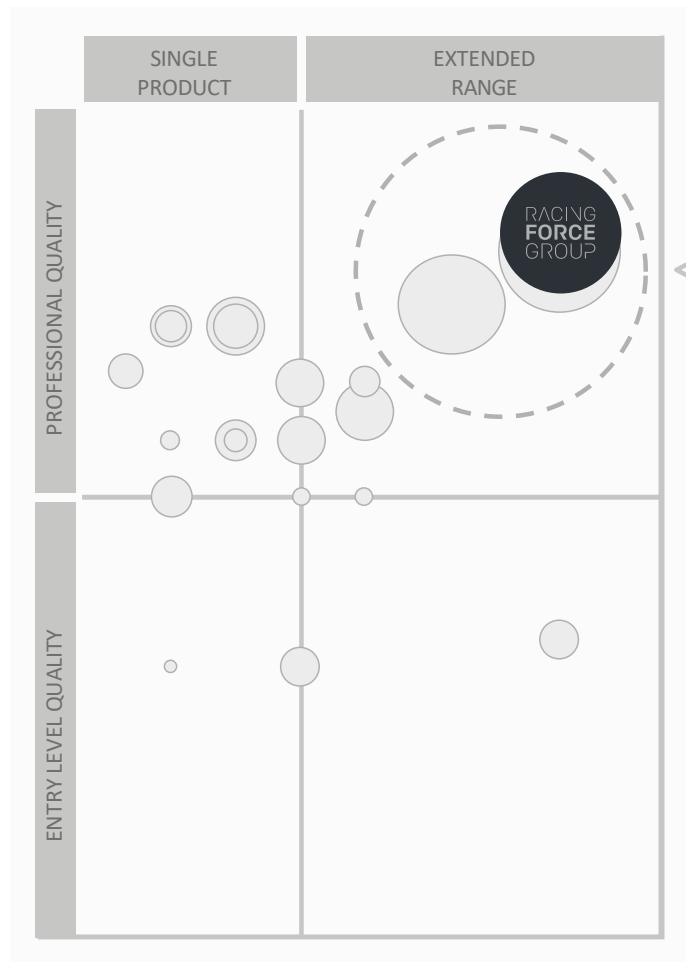 SINGLE
PRODUCT
EXTENDED
RANGE
PROFESSIONAL QUALITY
RACING
FORCE
GROUP
ENTRY LEVEL QUALITY